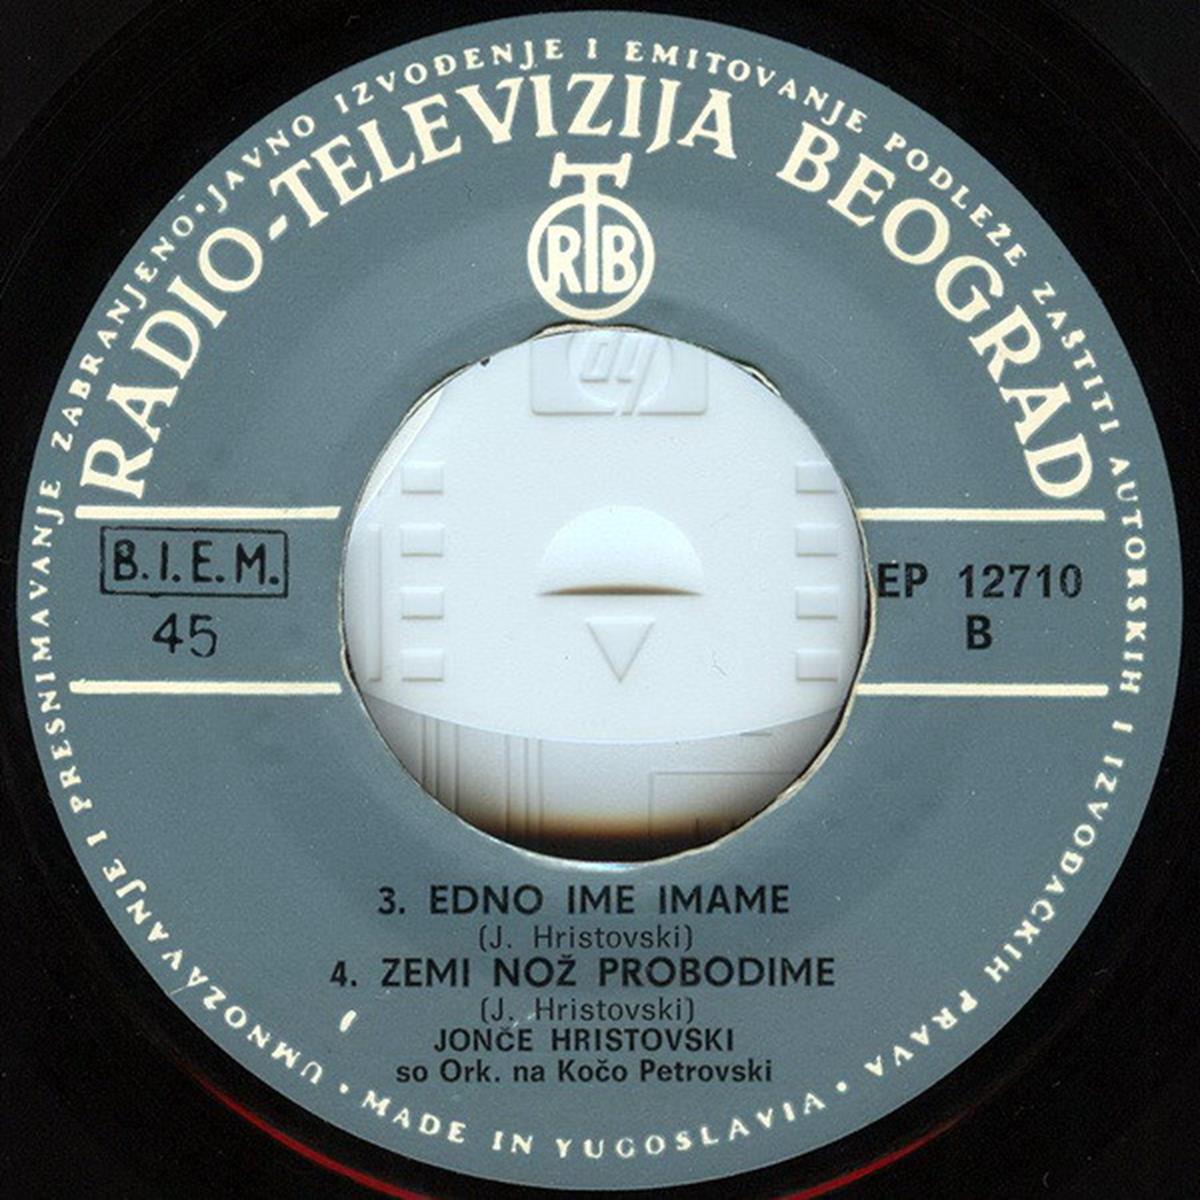 UMNOŽAVANJE I PRESNIMAVANJE ZABRANJENO·JAVNO IZVOĐENJE I EMITOVANJE PODLEŽE ZAŠTITI AUTORSKIH I IZVOĐAČKIH PRAVA · MADE IN YUGOSLAVIA ·
RADIO-TELEVIZIJA BEOGRAD
RTB
hp
B.I.E.M.
45
EP 12710
B
3. EDNO IME IMAME
(J. Hristovski)
4. ZEMI NOŽ PROBODIME
(J. Hristovski)
JONČE HRISTOVSKI
so Ork. na Kočo Petrovski